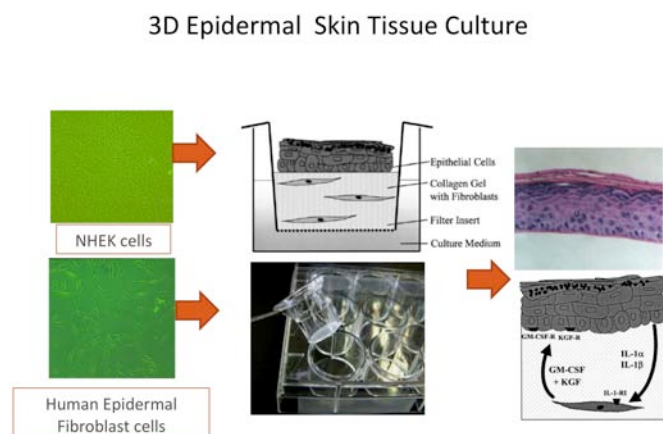 3D Epidermal  Skin Tissue Culture
NHEK cells
Human Epidermal
Fibroblast cells
Epithelial Cells
Collagen Gel
with Fibroblasts
Filter Insert
Culture Medium
GM-CSF-R KGF-R
IL-1α
IL-1β
GM-CSF
+ KGF
IL-1-RI